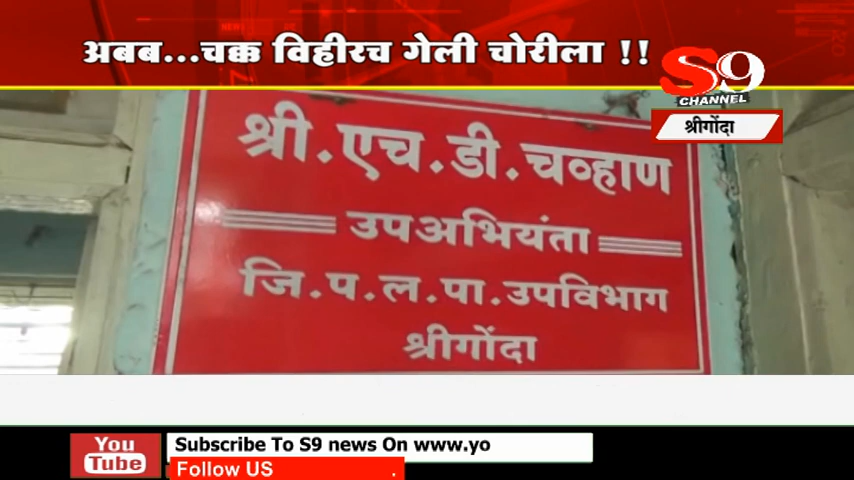 अबब...चक्क विहीरच गेली चोरीला !!
S9
CHANNEL
श्रीगोंदा
श्री.एच.डी.चव्हाण
उपअभियंता
जि.प.ल.पा.उपविभाग
श्रीगोंदा
You
Tube
Subscribe To S9 news On www.yo
Follow US .